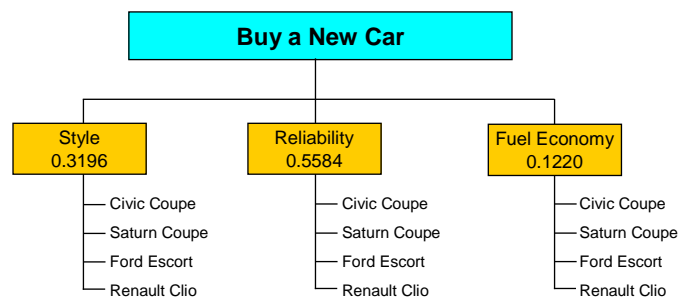 Buy a New Car
Style
0.3196
Civic Coupe
Saturn Coupe
Ford Escort
Renault Clio
Reliability
0.5584
Civic Coupe
Saturn Coupe
Ford Escort
Renault Clio
Fuel Economy
0.1220
Civic Coupe
Saturn Coupe
Ford Escort
Renault Clio